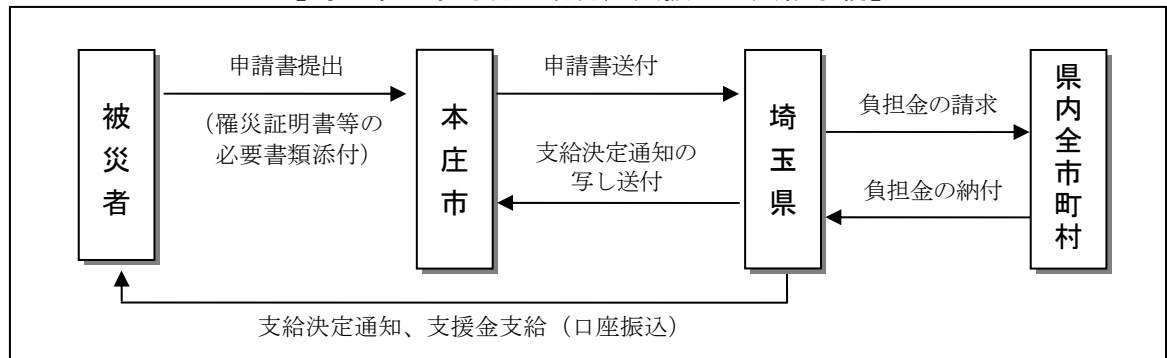 被災者
申請書提出
（罹災証明書等の
必要書類添付）
本庄市
申請書送付
支給決定通知の
写し送付
埼玉県
負担金の請求
負担金の納付
県内全市町村
支給決定通知、支援金支給（口座振込）